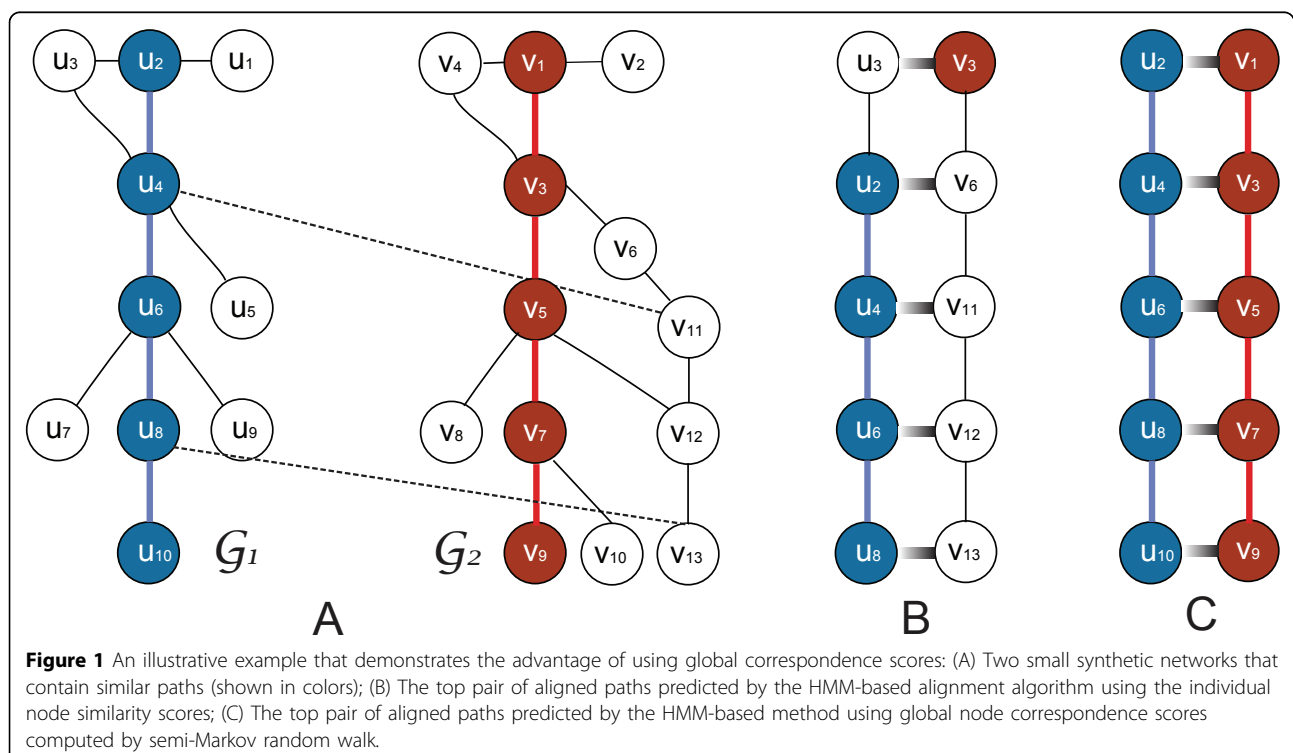 u3 u2 u1 v4 v1 v2 u3 v3 u2 v1
u4 v3 u2 v6 u4 v3
v6
u6 u5 v5 v11 u4 v11 u6 v5
u7 u8 u9 v8 v7 v12 u6 v12 u8 v7
u10 G1 G2 v9 v10 v13 u8 v13 u10 v9
A B C
Figure 1 An illustrative example that demonstrates the advantage of using global correspondence scores: (A) Two small synthetic networks that
contain similar paths (shown in colors); (B) The top pair of aligned paths predicted by the HMM-based alignment algorithm using the individual
node similarity scores; (C) The top pair of aligned paths predicted by the HMM-based method using global node correspondence scores
computed by semi-Markov random walk.